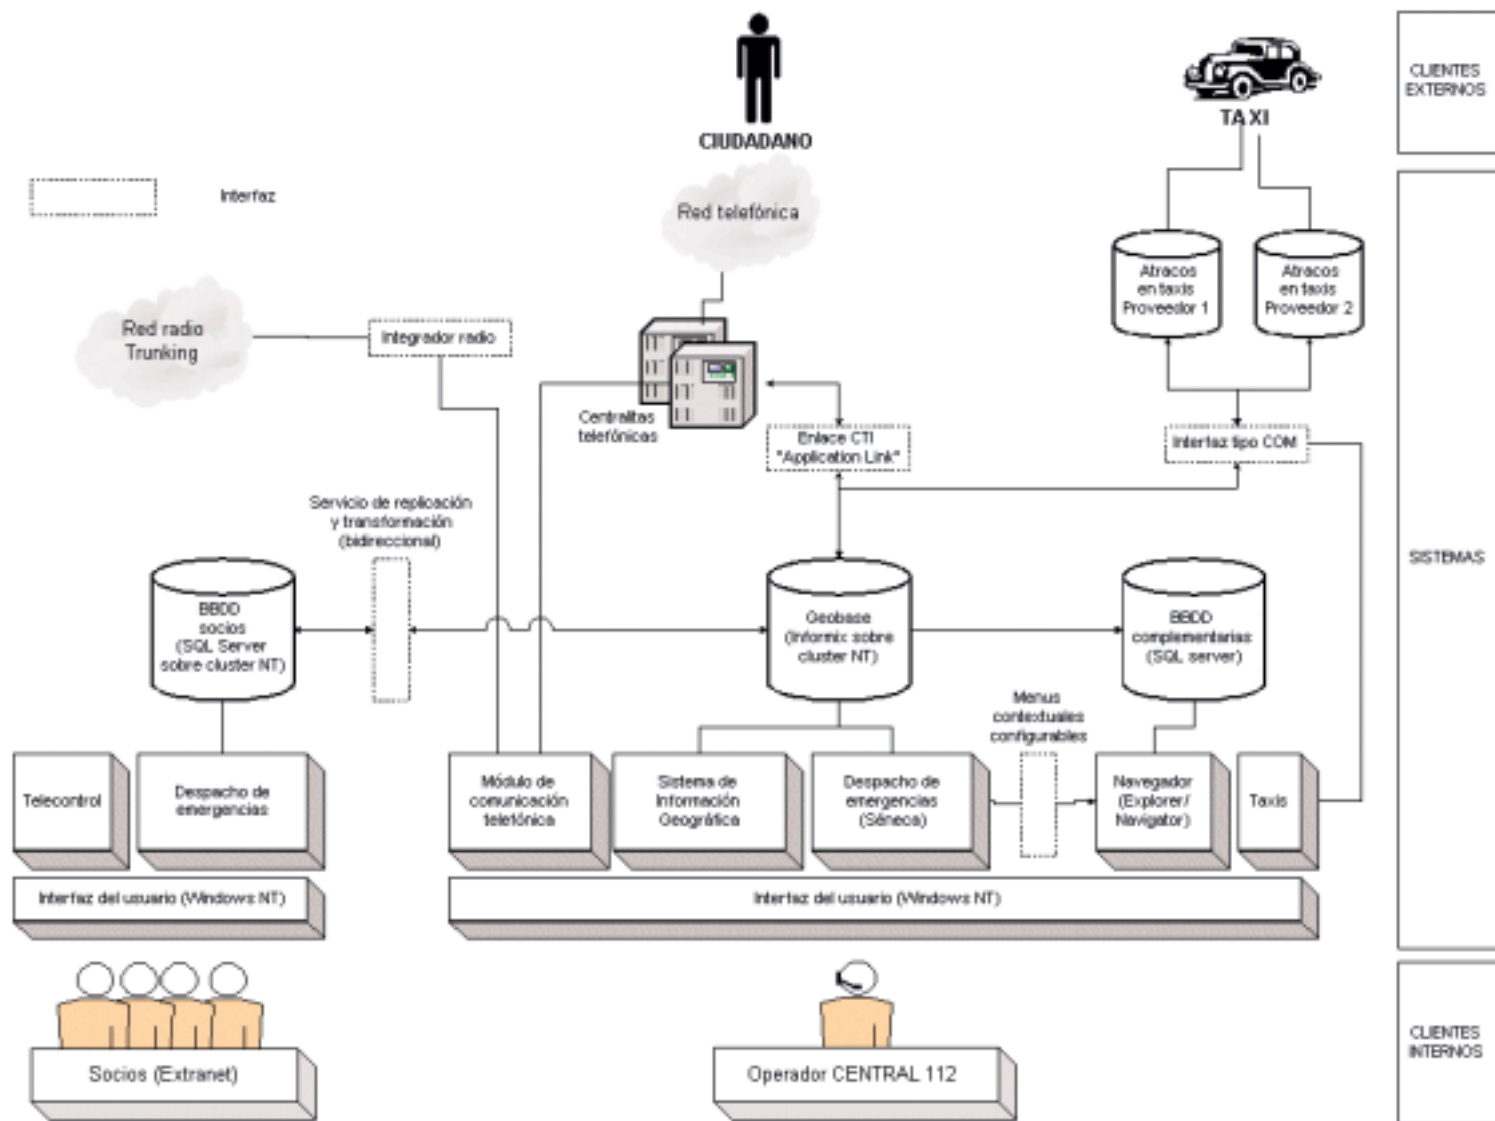 CIUDADANO
TAXI
CLIENTES
EXTERNOS
Interfaz
Red telefónica
Atracos
en taxis
Proveedor 1
Atracos
en taxis
Proveedor 2
Red radio
Trunking
Integrador radio
Centralitas
telefónicas
Enlace CTI
"Application Link"
Interfaz tipo COM
Servicio de replicación
y transformación
(bidireccional)
SISTEMAS
BBDD
socios
(SQL Server
sobre cluster NT)
Geobase
(Informix sobre
cluster NT)
BBDD
complementarias
(SQL server)
Menus
contextuales
configurables
Telecontrol
Despacho de
emergencias
Módulo de
comunicación
telefónica
Sistema de
Información
Geográfica
Despacho de
emergencias
(Séneca)
Navegador
(Explorer/
Navigator)
Taxis
Interfaz del usuario (Windows NT)
Interfaz del usuario (Windows NT)
Socios (Extranet)
Operador CENTRAL 112
CLIENTES
INTERNOS